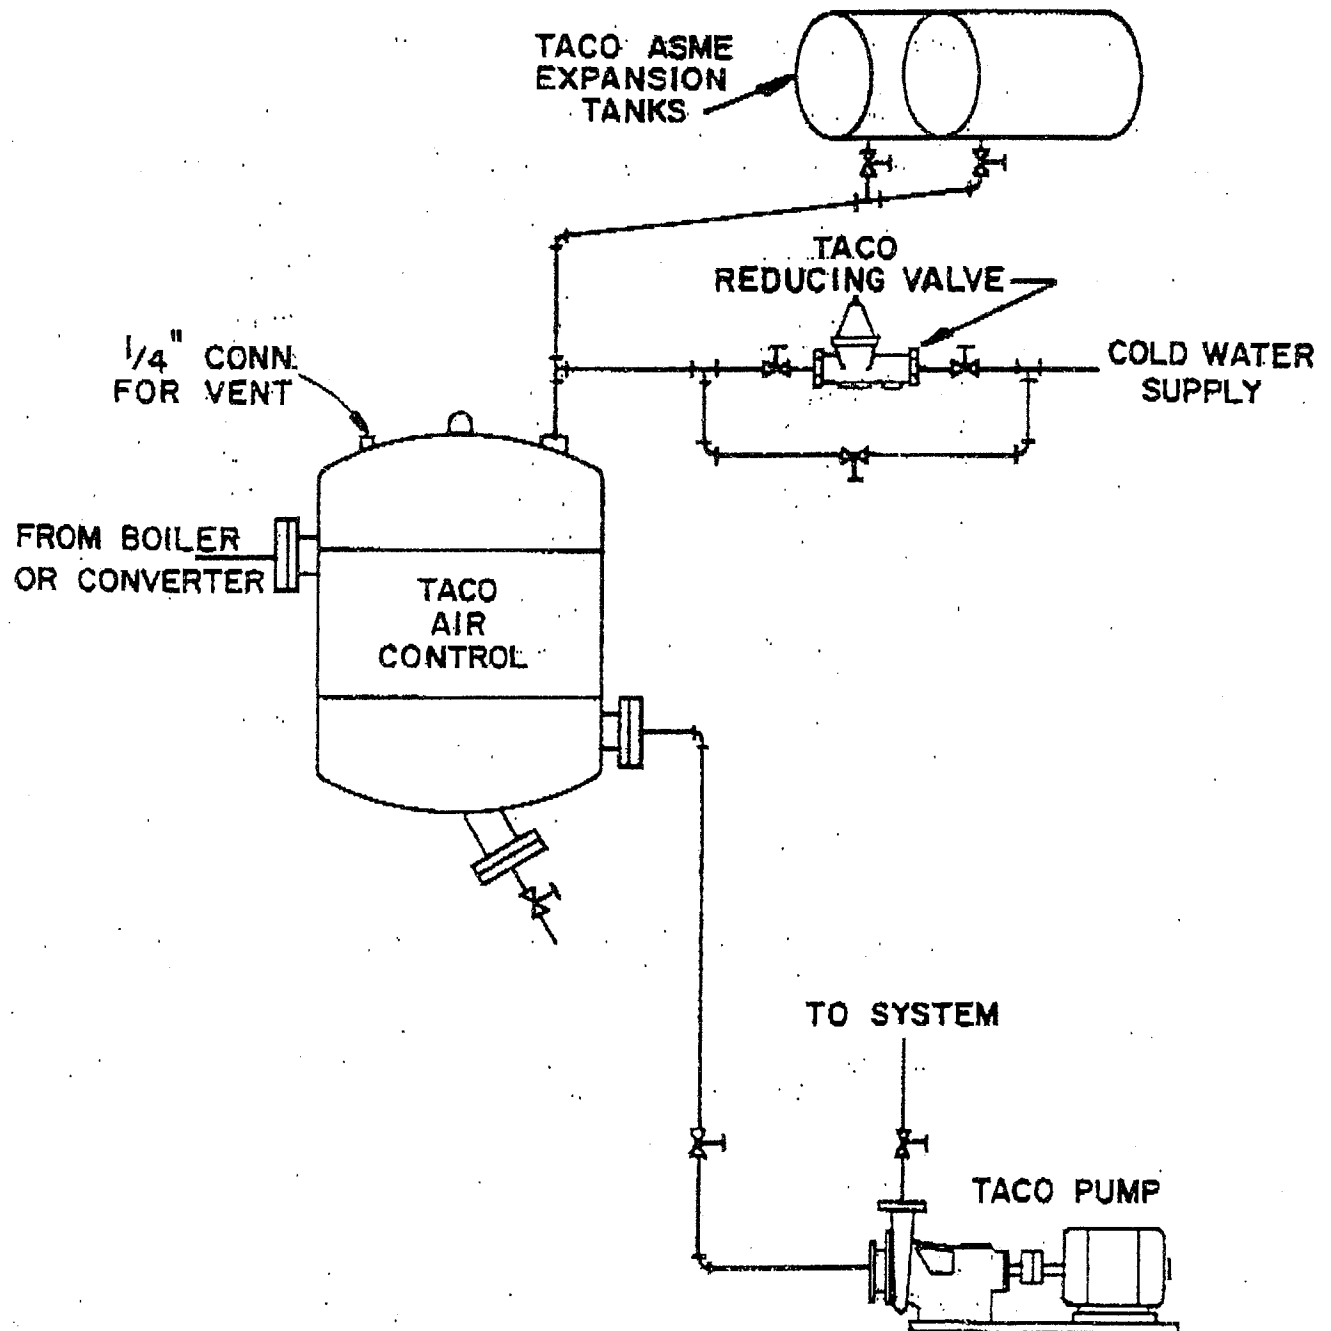 TACO ASME
EXPANSION
TANKS
TACO
REDUCING VALVE
1/4" CONN.
FOR VENT
COLD WATER
SUPPLY
FROM BOILER
OR CONVERTER
TACO
AIR
CONTROL
TO SYSTEM
TACO PUMP